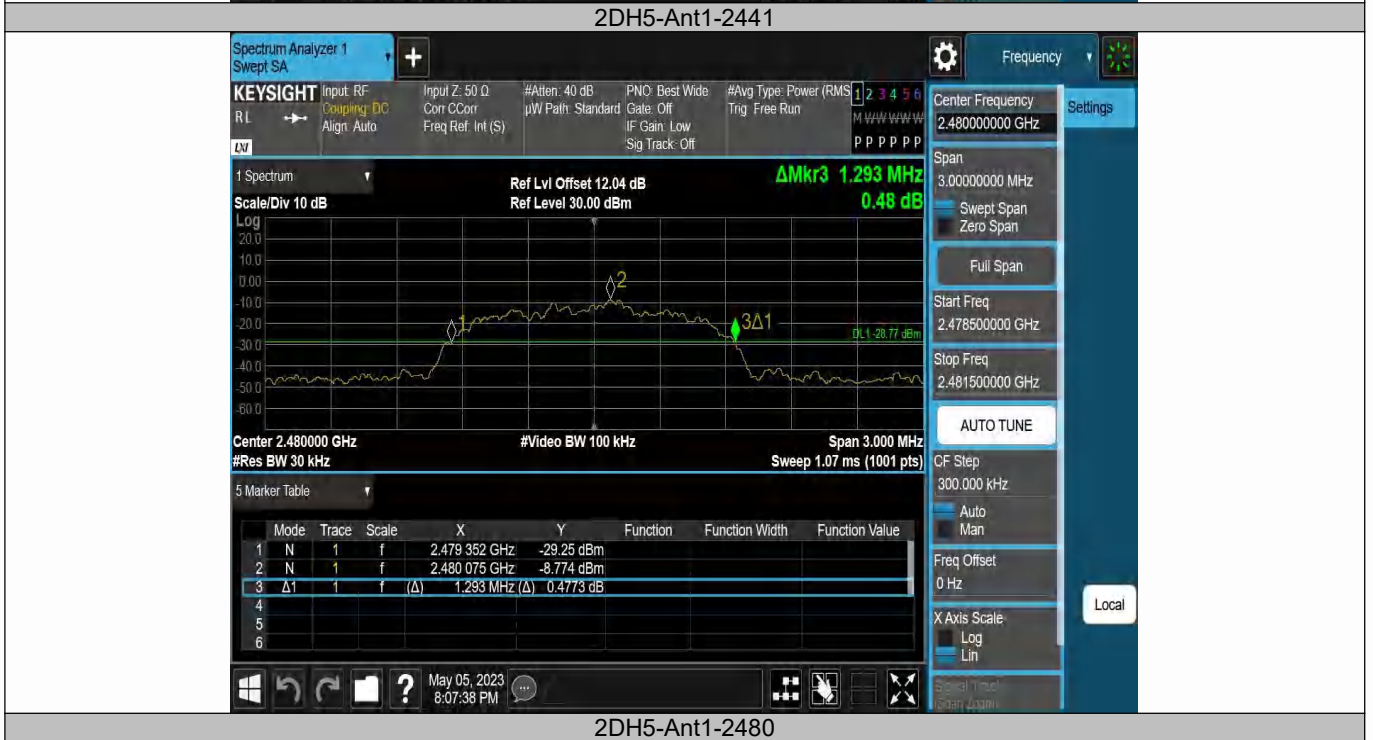 2DH5-Ant1-2441
Spectrum Analyzer 1
Swept SA
+
Frequency
KEYSIGHT
RL
LXI
Input: RF
Coupling: DC
Align: Auto
Input Z: 50 Ω
Corr CCorr
Freq Ref: Int (S)
#Atten: 40 dB
µW Path: Standard
PNO: Best Wide
Gate: Off
IF Gain: Low
Sig Track: Off
#Avg Type: Power (RMS
Trig: Free Run
1 2 3 4 5 6
M W W W W W
P P P P P P
Center Frequency
2.480000000 GHz
Settings
Span
3.00000000 MHz
Swept Span
Zero Span
Full Span
Start Freq
2.478500000 GHz
Stop Freq
2.481500000 GHz
AUTO TUNE
CF Step
300.000 kHz
Auto
Man
Freq Offset
0 Hz
X Axis Scale
Log
Lin
Local
1 Spectrum
Scale/Div 10 dB
Ref Lvl Offset 12.04 dB
Ref Level 30.00 dBm
ΔMkr3 1.293 MHz
0.48 dB
Log
20.0
10.0
0.00
-10.0
-20.0
-30.0
-40.0
-50.0
-60.0
1
2
3Δ1
DL1 -28.77 dBm
Center 2.480000 GHz
#Res BW 30 kHz
#Video BW 100 kHz
Span 3.000 MHz
Sweep 1.07 ms (1001 pts)
5 Marker Table
Mode Trace Scale X Y Function Function Width Function Value
1 N 1 f 2.479 352 GHz -29.25 dBm
2 N 1 f 2.480 075 GHz -8.774 dBm
3 Δ1 1 f (Δ) 1.293 MHz (Δ) 0.4773 dB
4
5
6
?
May 05, 2023
8:07:38 PM
2DH5-Ant1-2480